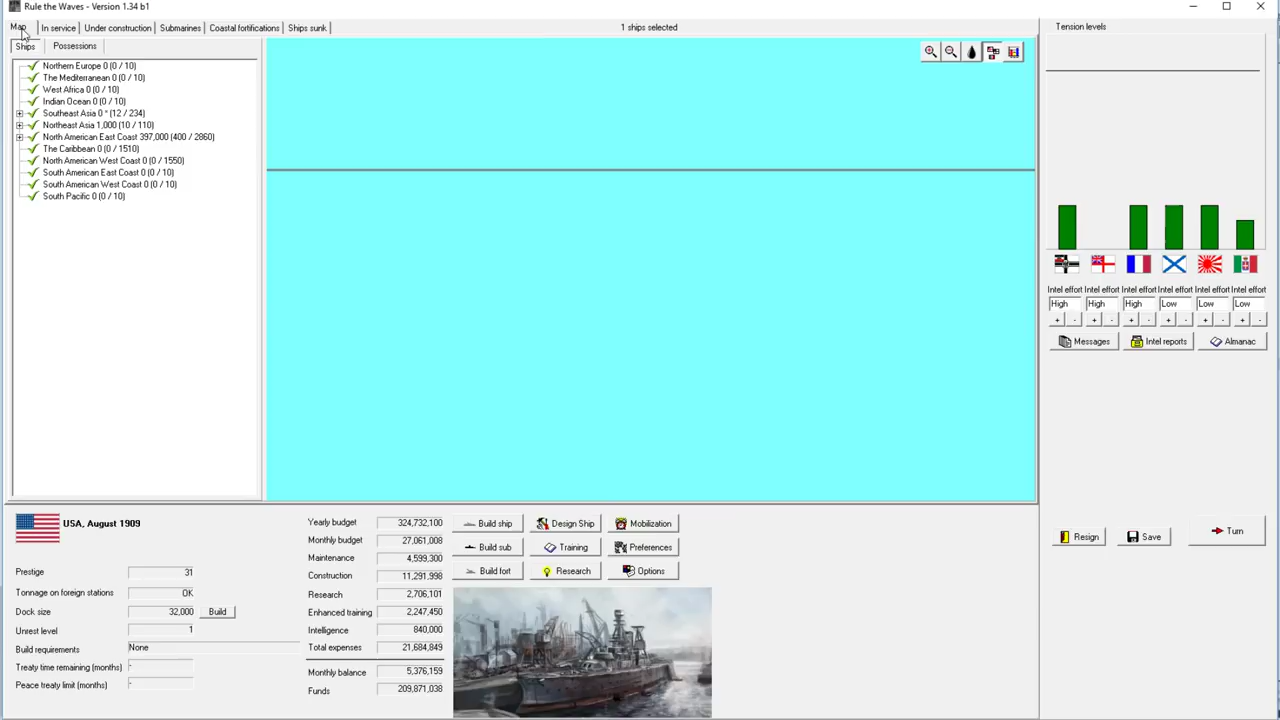 Rule the Waves - Version 1.34 b1
Map In service Under construction Submarines Coastal fortifications Ships sunk
1 ships selected
Tension levels
Ships Possessions
Northern Europe 0 (0 / 10)
The Mediterranean 0 (0 / 10)
West Africa 0 (0 / 10)
Indian Ocean 0 (0 / 10)
Southeast Asia 0 * (12 / 234)
Northeast Asia 1,000 (10 / 110)
North American East Coast 397,000 (400 / 2860)
The Caribbean 0 (0 / 1510)
North American West Coast 0 (0 / 1550)
South American East Coast 0 (0 / 10)
South American West Coast 0 (0 / 10)
South Pacific 0 (0 / 10)
Intel effort Intel effort Intel effort Intel effort Intel effort Intel effort
High High High Low Low Low
+ - + - + - + - + - + -
Messages Intel reports Almanac
USA, August 1909
Prestige 31
Tonnage on foreign stations OK
Dock size 32,000 Build
Unrest level 1
Build requirements None
Treaty time remaining (months) -
Peace treaty limit (months) -
Yearly budget 324,732,100
Monthly budget 27,061,008
Maintenance 4,599,300
Construction 11,291,998
Research 2,706,101
Enhanced training 2,247,450
Intelligence 840,000
Total expenses 21,684,849
Monthly balance 5,376,159
Funds 209,871,038
Build ship Design Ship Mobilization
Build sub Training Preferences
Build fort Research Options
Resign Save Turn